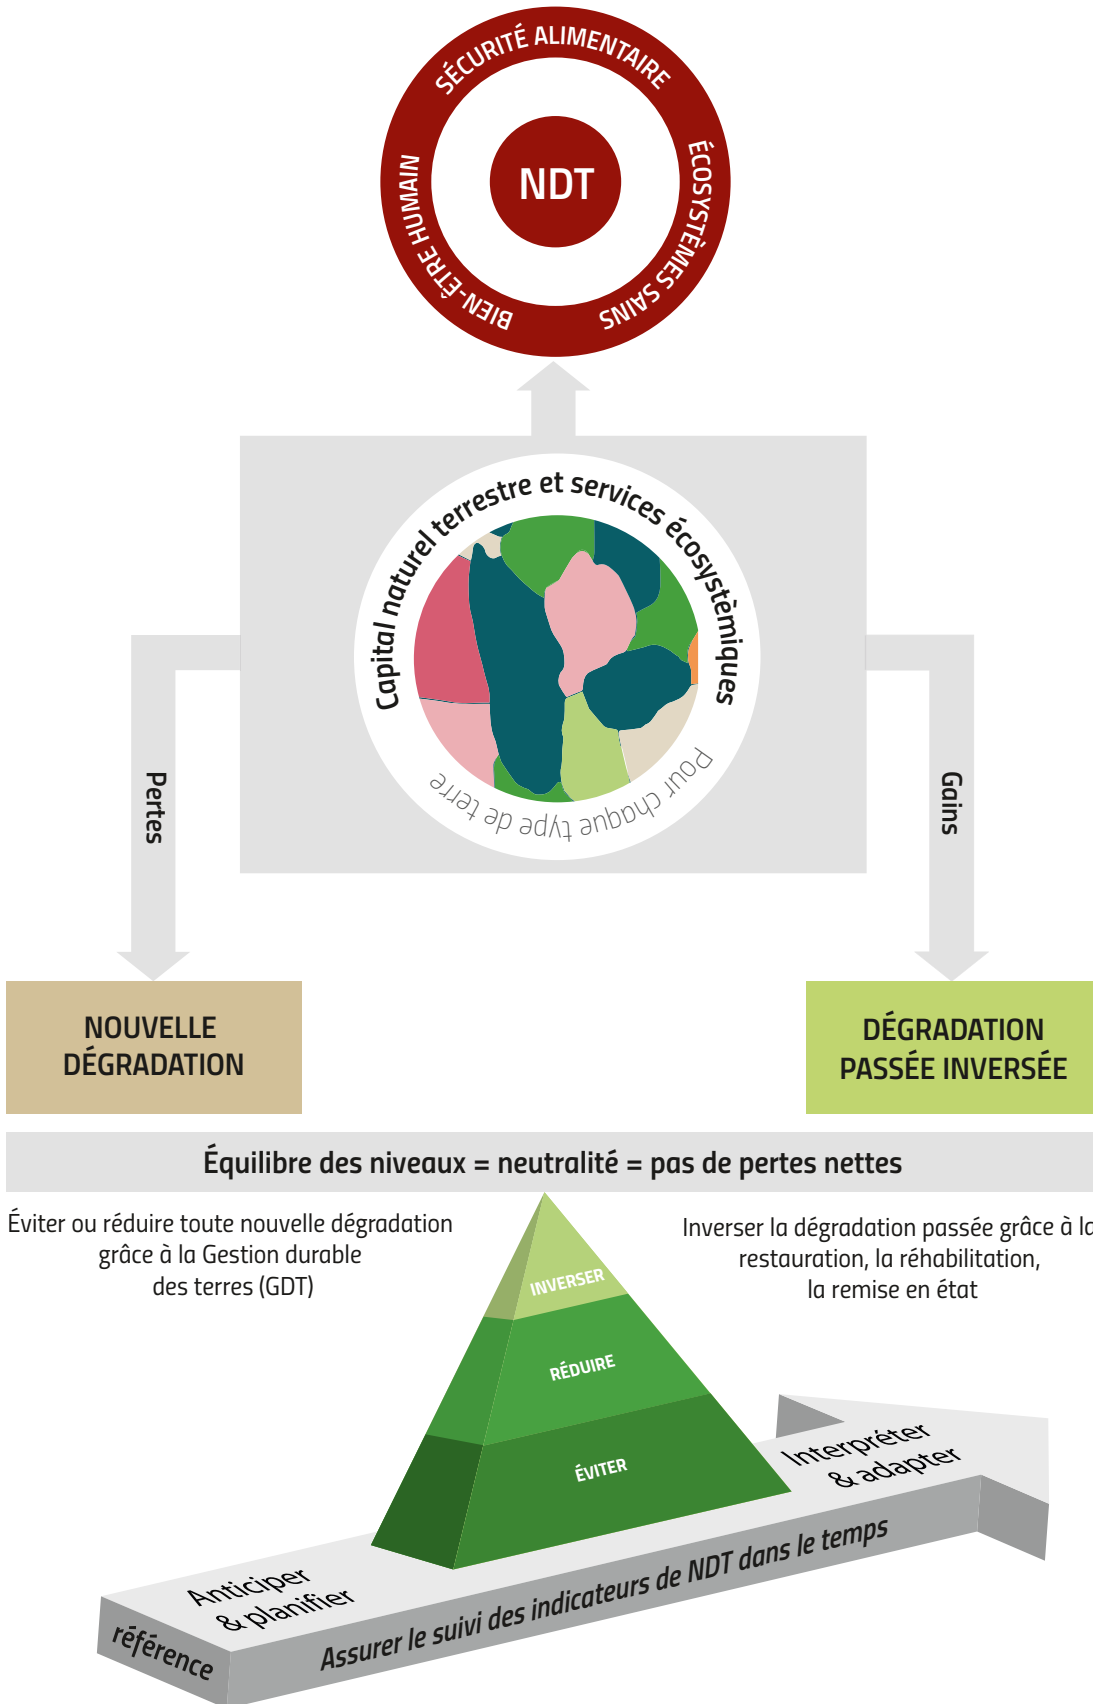 SÉCURITÉ ALIMENTAIRE
ÉCOSYSTÈMES SAINS
BIEN-ÊTRE HUMAIN
NDT
Capital naturel terrestre et services écosystèmiques
Pour chaque type de terre
Pertes
Gains
NOUVELLE
DÉGRADATION
DÉGRADATION
PASSÉE INVERSÉE
Équilibre des niveaux = neutralité = pas de pertes nettes
Éviter ou réduire toute nouvelle dégradation
grâce à la Gestion durable
des terres (GDT)
Inverser la dégradation passée grâce à la
restauration, la réhabilitation,
la remise en état
INVERSER
RÉDUIRE
ÉVITER
Interpréter
& adapter
Anticiper
& planifier
référence
Assurer le suivi des indicateurs de NDT dans le temps